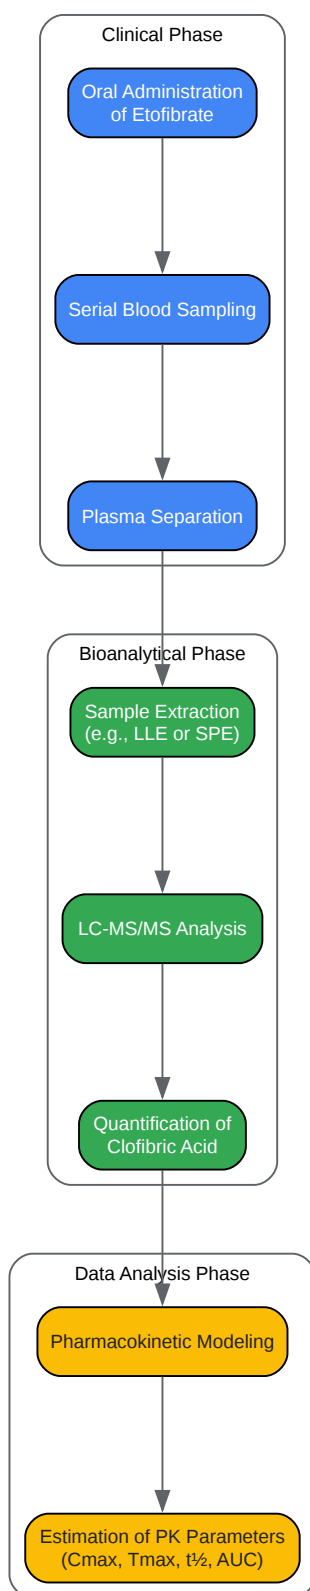 Clinical Phase
Oral Administration
of Etofibrate
Serial Blood Sampling
Plasma Separation
Bioanalytical Phase
Sample Extraction
(e.g., LLE or SPE)
LC-MS/MS Analysis
Quantification of
Clofibric Acid
Data Analysis Phase
Pharmacokinetic Modeling
Estimation of PK Parameters
(Cmax, Tmax, t½, AUC)